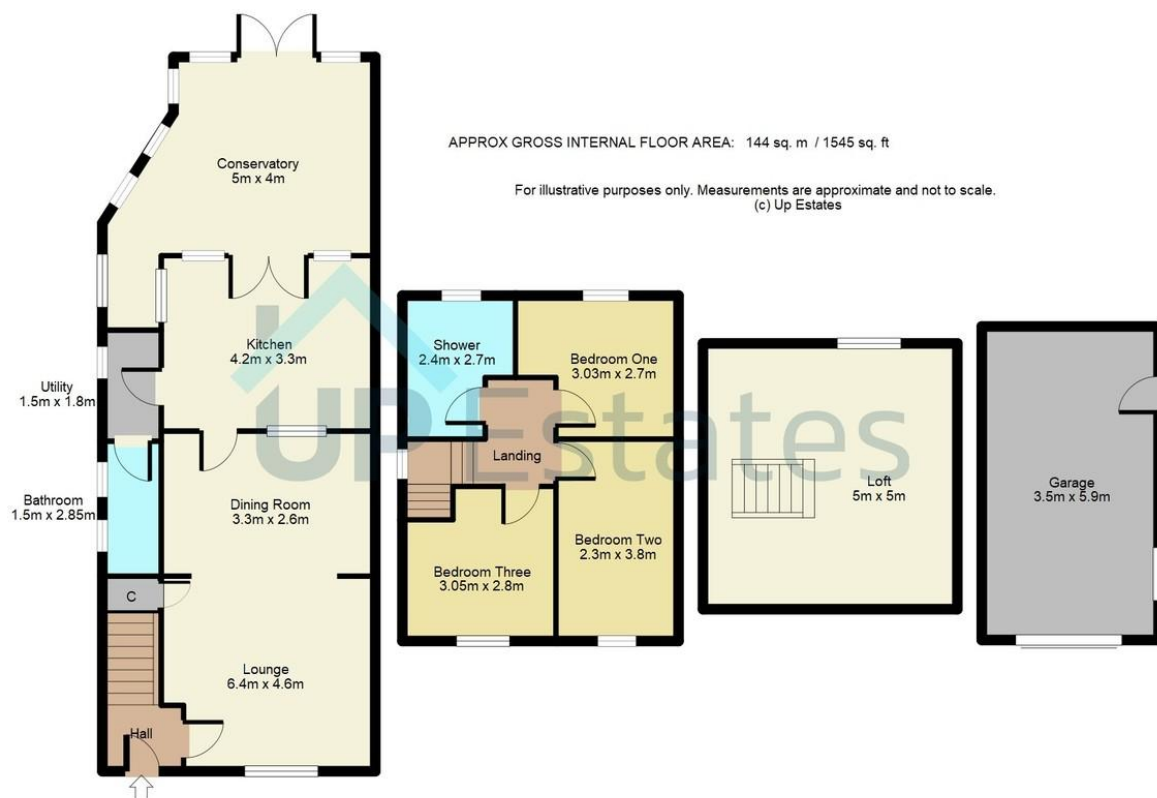 APPROX GROSS INTERNAL FLOOR AREA: 144 sq. m / 1545 sq. ft
For illustrative purposes only. Measurements are approximate and not to scale.
(c) Up Estates
Conservatory
5m x 4m
Kitchen
4.2m x 3.3m
Utility
1.5m x 1.8m
Bathroom
1.5m x 2.85m
Dining Room
3.3m x 2.6m
C
Lounge
6.4m x 4.6m
Hall
Shower
2.4m x 2.7m
Bedroom One
3.03m x 2.7m
Landing
Bedroom Two
2.3m x 3.8m
Bedroom Three
3.05m x 2.8m
Loft
5m x 5m
Garage
3.5m x 5.9m
UP Estates